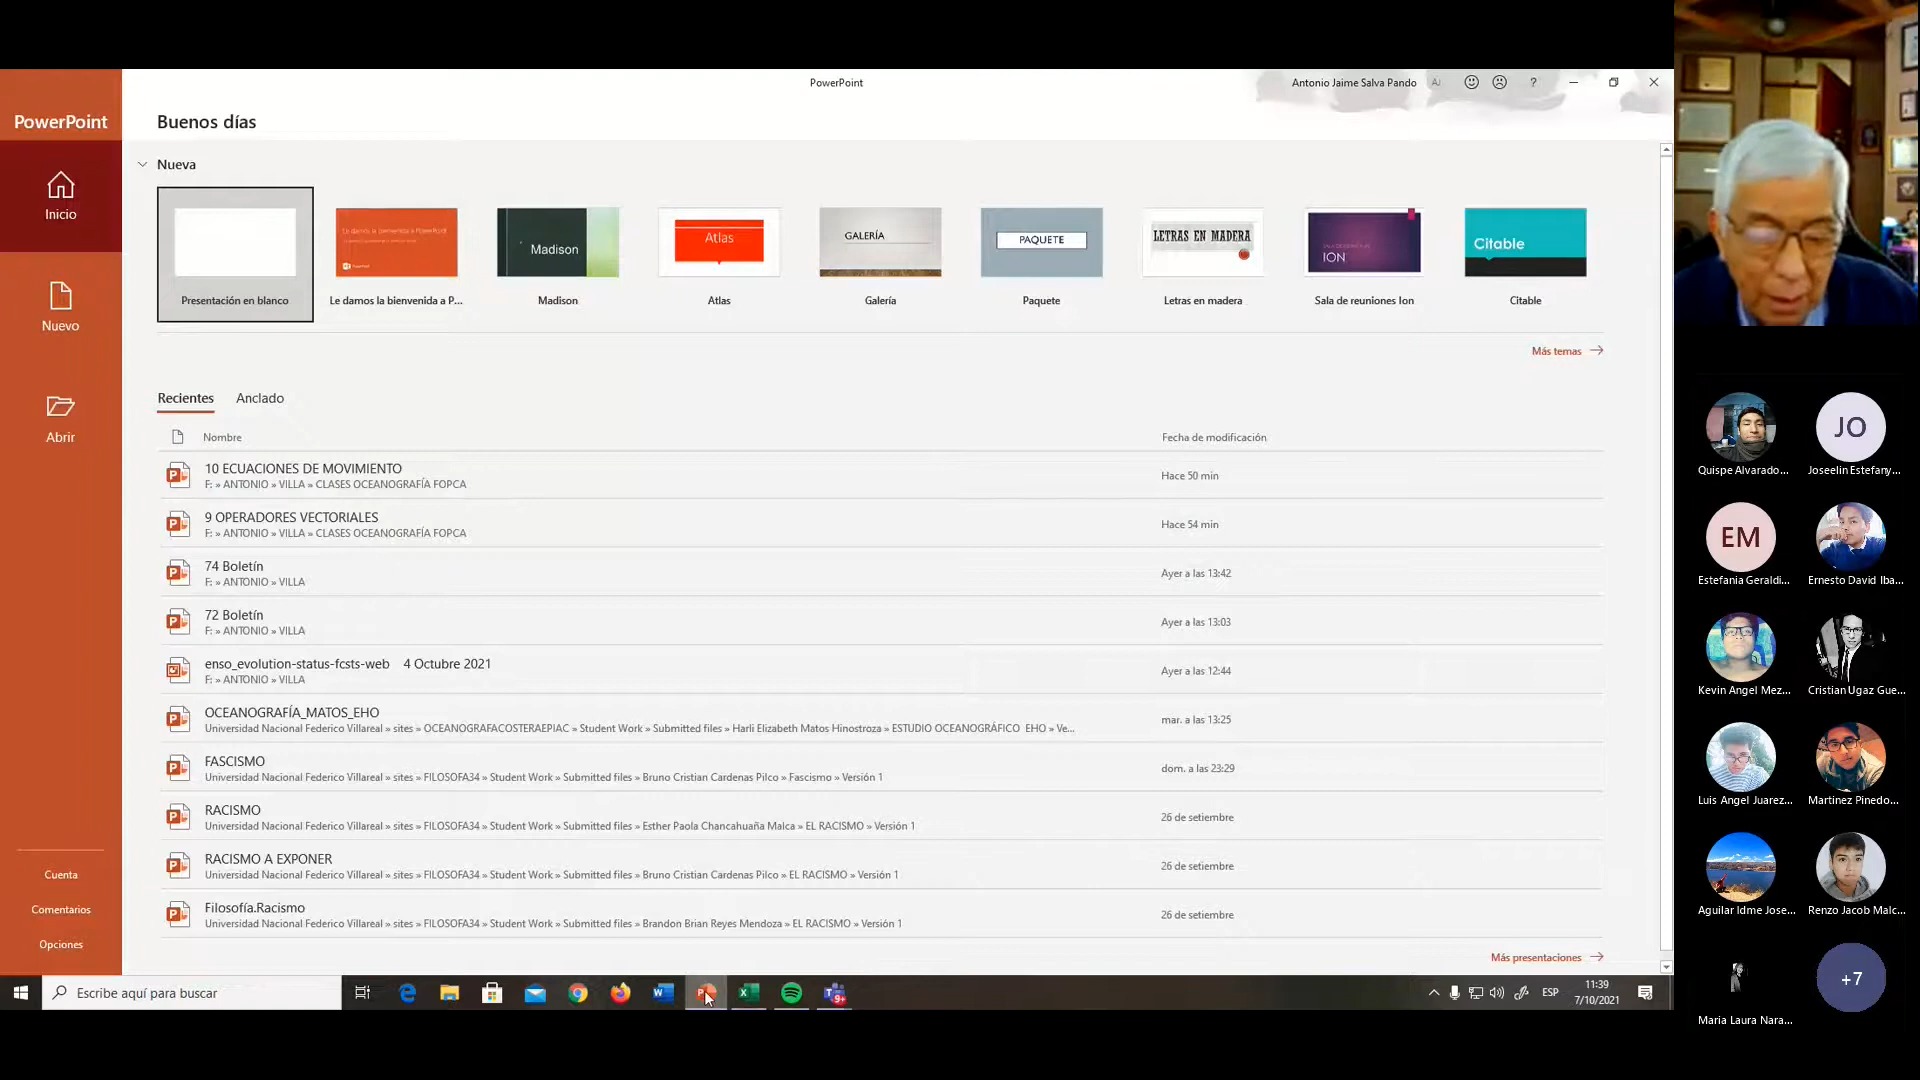 PowerPoint
Antonio Jaime Salva Pando
AJ
?
PowerPoint
Buenos días
Inicio
Nuevo
Abrir
Cuenta
Comentarios
Opciones
Nueva
Presentación en blanco
Le damos la bienvenida a PowerPoint
Le damos la bienvenida a P...
Madison
Madison
Atlas
Atlas
GALERÍA
Galería
PAQUETE
Paquete
LETRAS EN MADERA
Letras en madera
ION
Sala de reuniones Ion
Citable
Citable
Más temas
Recientes
Anclado
Nombre
Fecha de modificación
10 ECUACIONES DE MOVIMIENTO
F: » ANTONIO » VILLA » CLASES OCEANOGRAFÍA FOPCA
Hace 50 min
9 OPERADORES VECTORIALES
F: » ANTONIO » VILLA » CLASES OCEANOGRAFÍA FOPCA
Hace 54 min
74 Boletín
F: » ANTONIO » VILLA
Ayer a las 13:42
72 Boletín
F: » ANTONIO » VILLA
Ayer a las 13:03
enso_evolution-status-fcsts-web 4 Octubre 2021
F: » ANTONIO » VILLA
Ayer a las 12:44
OCEANOGRAFÍA_MATOS_EHO
Universidad Nacional Federico Villareal » sites » OCEANOGRAFACOSTERAEPIAC » Student Work » Submitted files » Harli Elizabeth Matos Hinostroza » ESTUDIO OCEANOGRÁFICO EHO » Ve...
mar. a las 13:25
FASCISMO
Universidad Nacional Federico Villareal » sites » FILOSOFA34 » Student Work » Submitted files » Bruno Cristian Cardenas Pilco » Fascismo » Versión 1
dom. a las 23:29
RACISMO
Universidad Nacional Federico Villareal » sites » FILOSOFA34 » Student Work » Submitted files » Esther Paola Chancahuaña Malca » EL RACISMO » Versión 1
26 de setiembre
RACISMO A EXPONER
Universidad Nacional Federico Villareal » sites » FILOSOFA34 » Student Work » Submitted files » Bruno Cristian Cardenas Pilco » EL RACISMO » Versión 1
26 de setiembre
Filosofía.Racismo
Universidad Nacional Federico Villareal » sites » FILOSOFA34 » Student Work » Submitted files » Brandon Brian Reyes Mendoza » EL RACISMO » Versión 1
26 de setiembre
Más presentaciones
Escribe aquí para buscar
9+
ESP
11:39
7/10/2021
Quispe Alvarado...
JO
Joseelin Estefany...
EM
Estefania Geraldi...
Ernesto David Iba...
Kevin Angel Mez...
Cristian Ugaz Gue...
Luis Angel Juarez...
Martinez Pinedo...
Aguilar Idme Jose...
Renzo Jacob Malc...
Maria Laura Nara...
+7